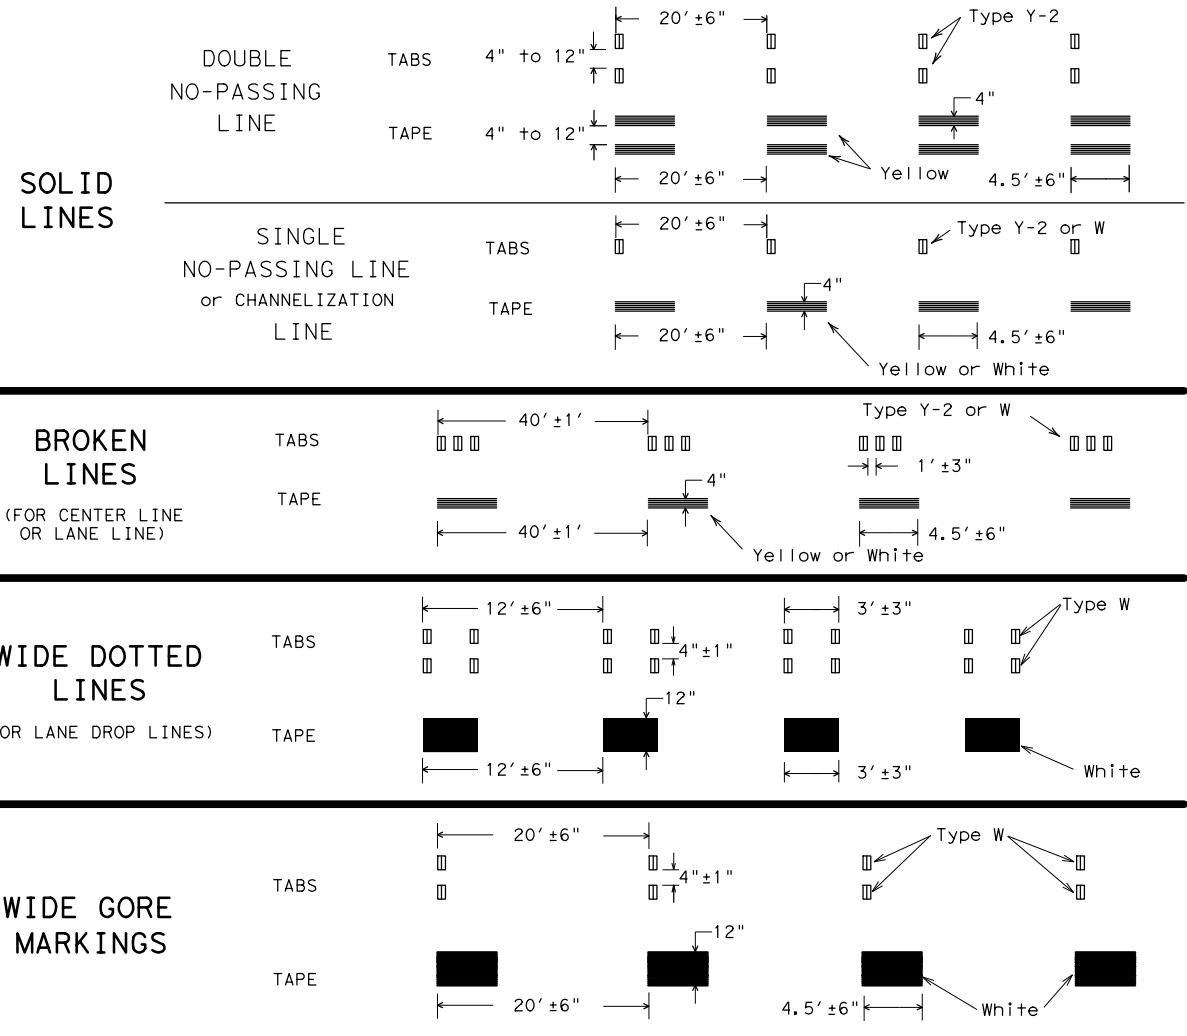 SOLID
LINES
DOUBLE
NO-PASSING
LINE
TABS
4" to 12"
20'±6"
Type Y-2
TAPE
4" to 12"
4"
Yellow
20'±6"
4.5'±6"
SINGLE
NO-PASSING LINE
or CHANNELIZATION
LINE
TABS
20'±6"
Type Y-2 or W
TAPE
4"
20'±6"
4.5'±6"
Yellow or White
BROKEN
LINES
(FOR CENTER LINE
OR LANE LINE)
TABS
40'±1'
Type Y-2 or W
1'±3"
TAPE
4"
40'±1'
4.5'±6"
Yellow or White
WIDE DOTTED
LINES
OR LANE DROP LINES)
TABS
12'±6"
3'±3"
Type W
4"±1"
TAPE
12"
12'±6"
3'±3"
White
WIDE GORE
MARKINGS
TABS
20'±6"
Type W
4"±1"
TAPE
12"
20'±6"
4.5'±6"
White